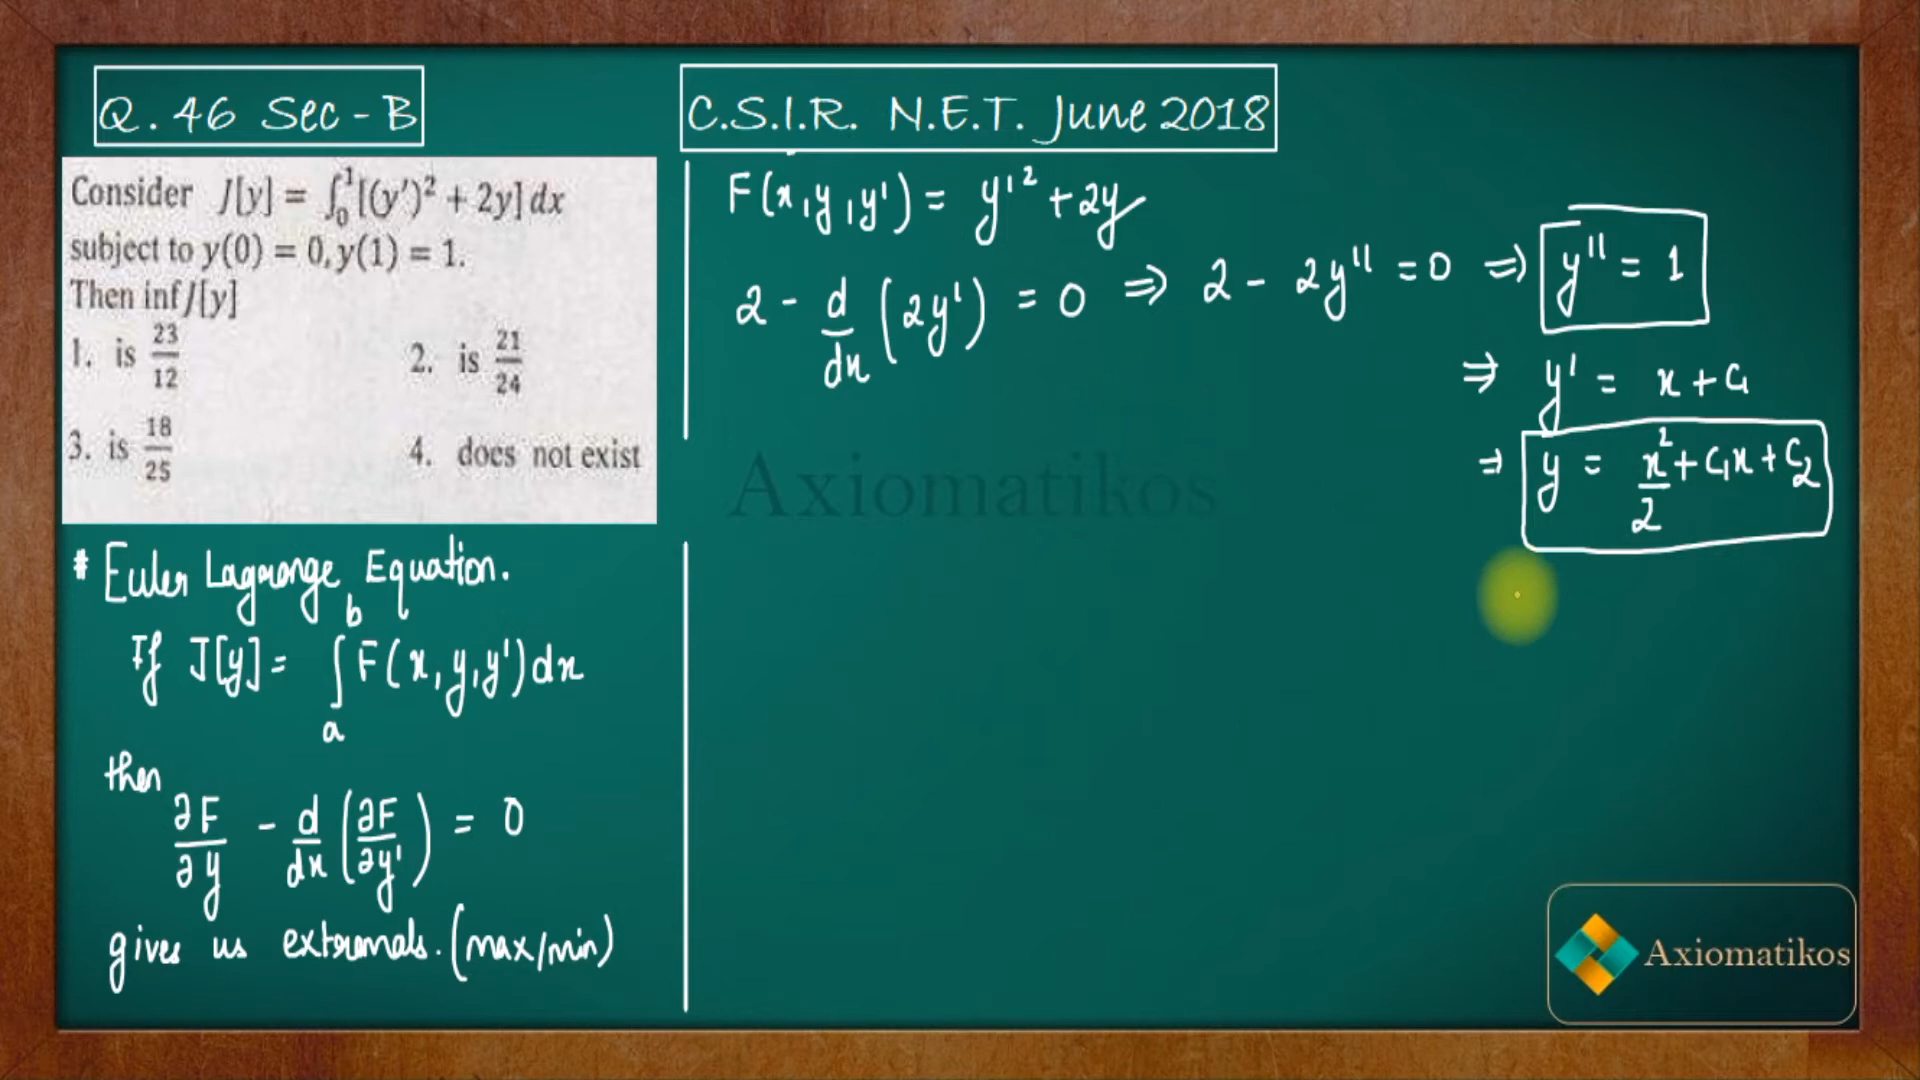 Q. 46 Sec - B
C.S.I.R. N.E.T. June 2018
Consider J[y] = ∫₀¹[(y')² + 2y] dx
subject to y(0) = 0, y(1) = 1.
Then inf J[y]
1. is 23/12
2. is 21/24
3. is 18/25
4. does not exist
# Euler Lagrange Equation.
If J[y] = ∫ₐᵇ F(x, y, y') dx
then
∂F/∂y - d/dx (∂F/∂y') = 0
gives us extremals. (max/min)
F(x, y, y') = y'² + 2y
2 - d/dx (2y') = 0 ⇒ 2 - 2y'' = 0 ⇒ y'' = 1
⇒ y' = x + c₁
⇒ y = x²/2 + c₁x + c₂
Axiomatikos
Axiomatikos